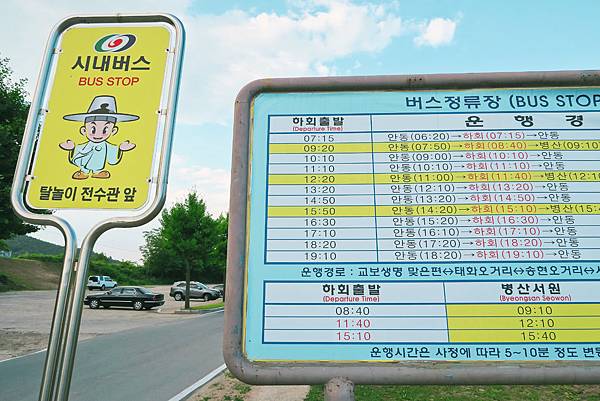 시내버스
BUS STOP
탈놀이 전수관 앞
버스정류장 (BUS STOP
하회출발 운 행 경
(Departure Time)
07:15 안동(06:20)→하회(07:15)→안동
09:20 안동(07:50)→하회(08:40)→병산(09:10)
10:10 안동(09:00)→하회(10:10)→안동
11:10 안동(10:10)→하회(11:10)→안동
12:20 안동(11:00)→하회(11:40)→병산(12:10
13:20 안동(12:10)→하회(13:20)→안동
14:50 안동(13:50)→하회(14:50)→안동
15:50 안동(14:20)→하회(15:10)→병산(15:4
16:30 안동(15:20)→하회(16:30)→안동
17:10 안동(16:10)→하회(17:10)→안동
18:20 안동(17:20)→하회(18:20)→안동
19:10 안동(18:00)→하회(19:10)→안동
운행경로 : 교보생명 맞은편↔태화오거리↔송현오거리↔
하회출발 병산서원
(Departure Time) (Byeongsan Seowon)
08:40 09:10
11:40 12:10
15:10 15:40
운행시간은 사정에 따라 5~10분 정도 변동